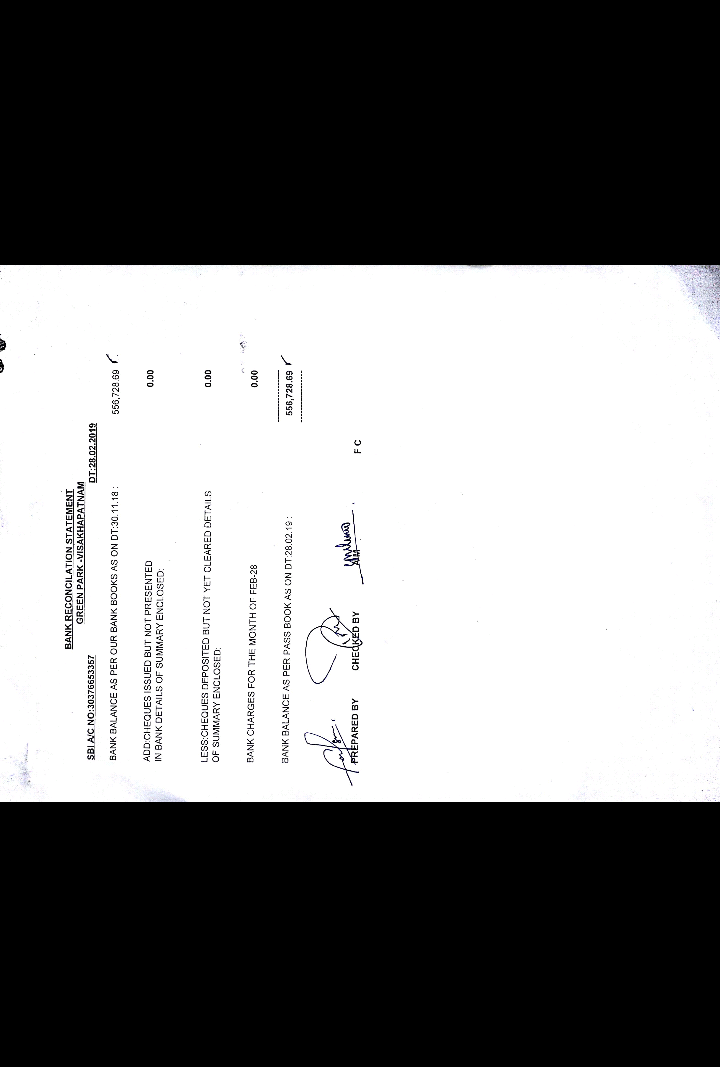 BANK RECONCILATION STATEMENT
GREEN PARK -VISAKHAPATNAM
SBI A/C NO:30376653357 DT:28.02.2019
BANK BALANCE AS PER OUR BANK BOOKS AS ON DT:30.11.18 : 556,728.69
ADD:CHEQUES ISSUED BUT NOT PRESENTED 0.00
IN BANK DETAILS OF SUMMARY ENCLOSED:
LESS:CHEQUES DEPOSITED BUT NOT YET CLEARED DETAILS 0.00
OF SUMMARY ENCLOSED:
BANK CHARGES FOR THE MONTH OF FEB-28 0.00
BANK BALANCE AS PER PASS BOOK AS ON DT:28.02.19 : 556,728.69
PREPARED BY CHECKED BY AIM F C